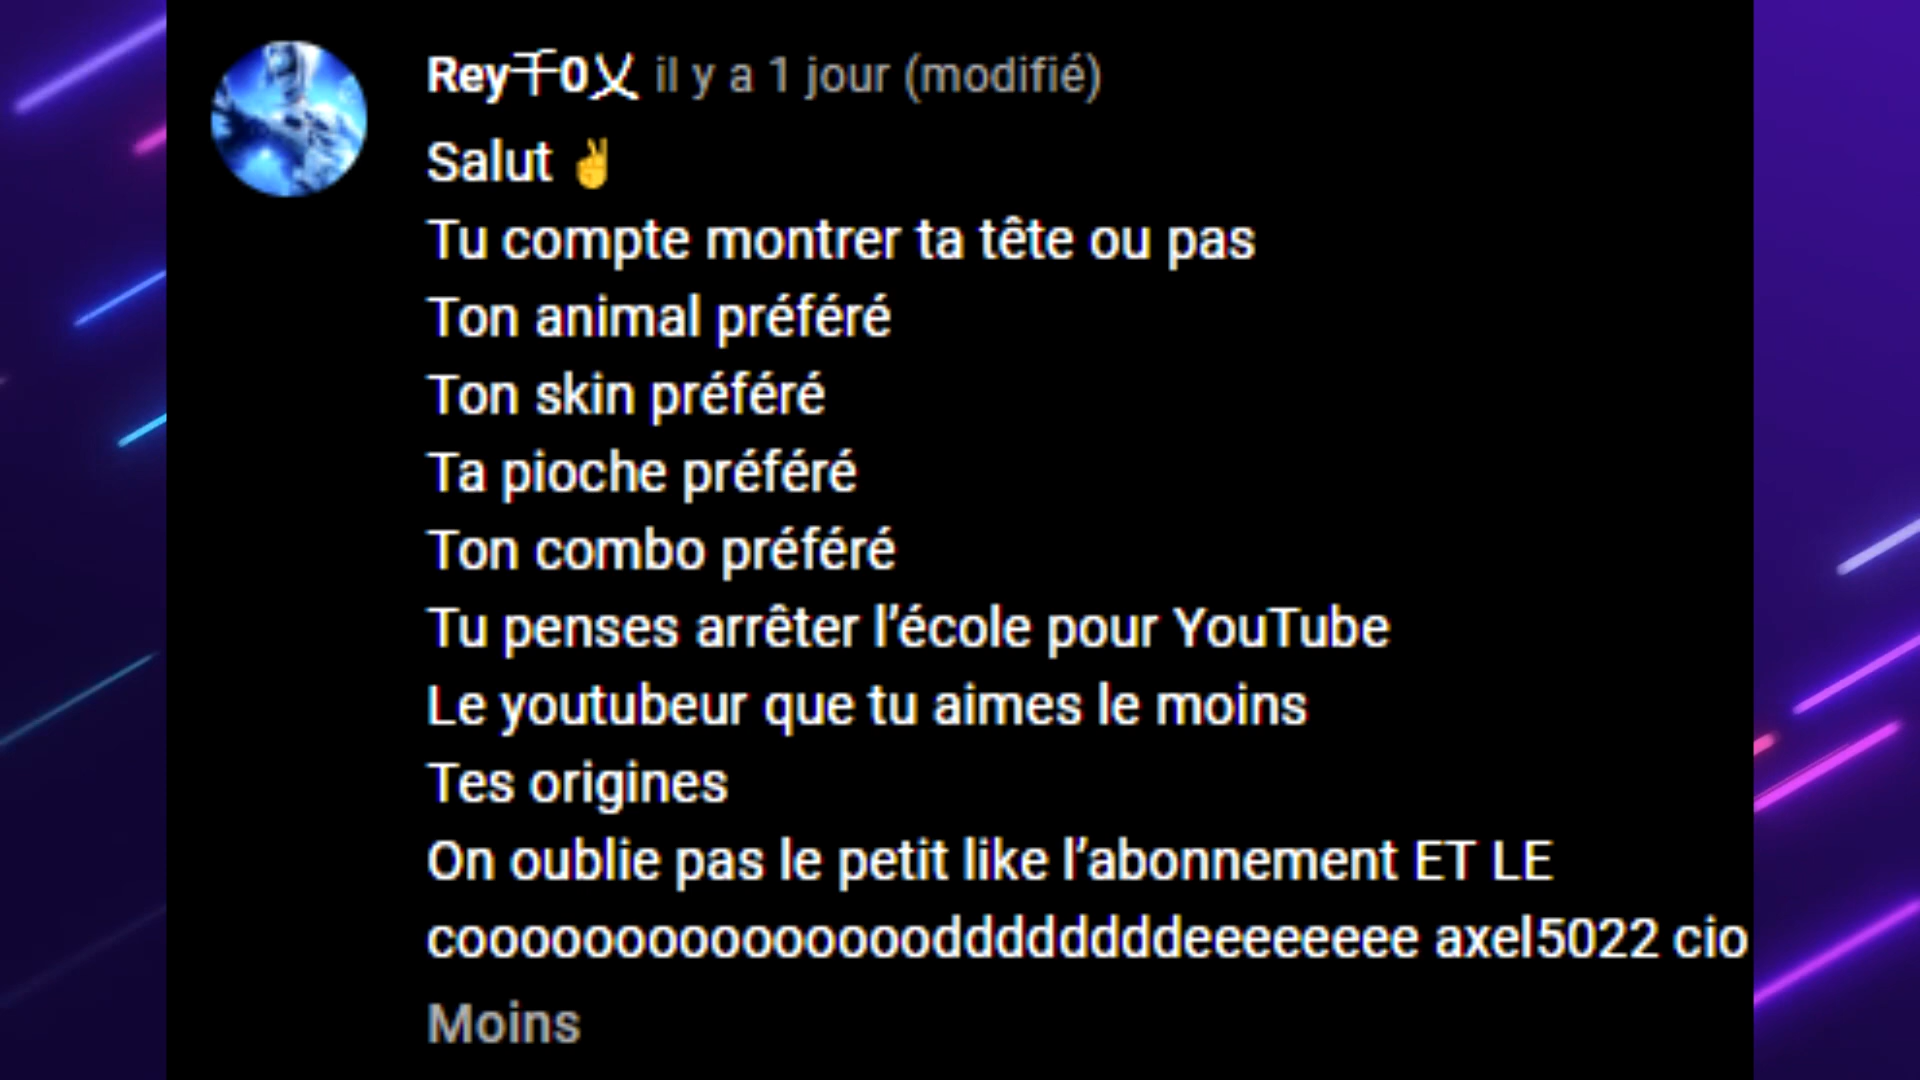 Rey千0乂 il y a 1 jour (modifié)
Salut ✌
Tu compte montrer ta tête ou pas
Ton animal préféré
Ton skin préféré
Ta pioche préféré
Ton combo préféré
Tu penses arrêter l’école pour YouTube
Le youtubeur que tu aimes le moins
Tes origines
On oublie pas le petit like l’abonnement ET LE
cooooooooooooooooddddddddeeeeeeee axel5022 cio
Moins